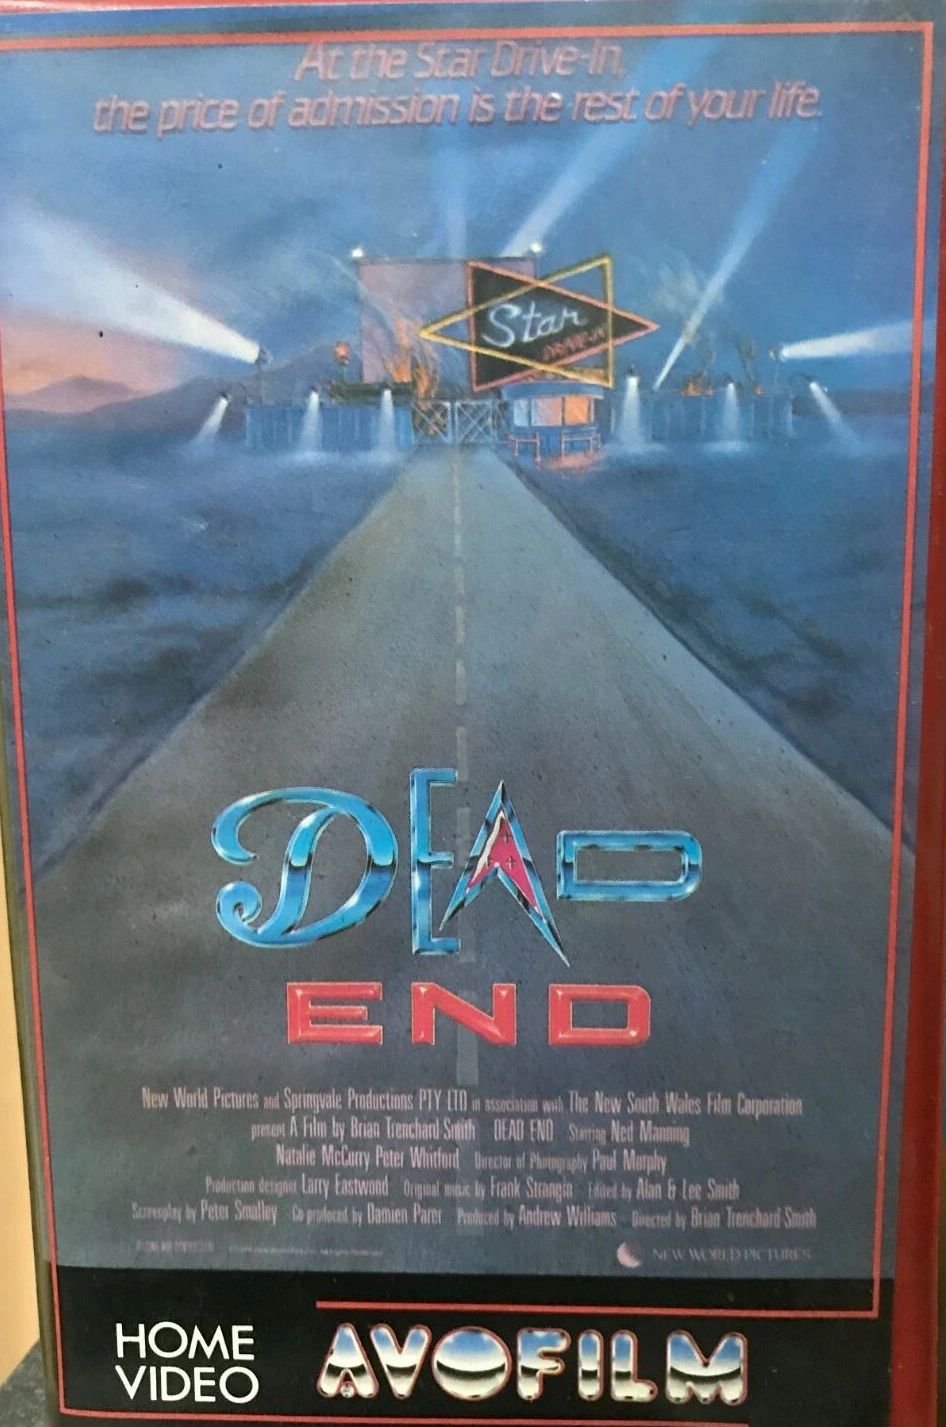 At the Star Drive-In,
the price of admission is the rest of your life.
Star
DRIVE-IN
DEAD
END
New World Pictures and Springvale Productions PTY LTD in association with The New South Wales Film Corporation
present A Film by Brian Trenchard Smith DEAD END Starring Ned Manning
Natalie McCurry Peter Whitford Director of Photography Paul Murphy
Production designer Larry Eastwood Original music by Frank Strangio Edited by Alan & Lee Smith
Screenplay by Peter Smalley Co produced by Damien Parer Produced by Andrew Williams Directed by Brian Trenchard-Smith
NEW WORLD PICTURES
HOME
VIDEO
AVOFILM